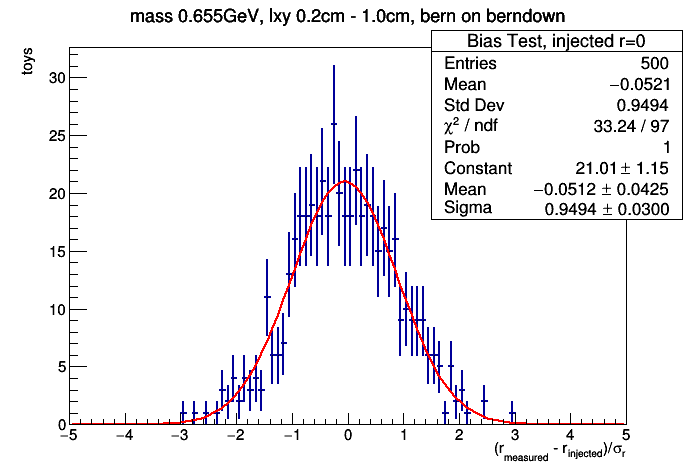 mass 0.655GeV, lxy 0.2cm - 1.0cm, bern on berndown
toys
Bias Test, injected r=0
Entries 500
Mean −0.0521
Std Dev 0.9494
χ² / ndf 33.24 / 97
Prob 1
Constant 21.01 ± 1.15
Mean −0.0512 ± 0.0425
Sigma 0.9494 ± 0.0300
30
25
20
15
10
5
0
−5 −4 −3 −2 −1 0 1 2 3 4 5
(r_measured - r_injected)/σ_r